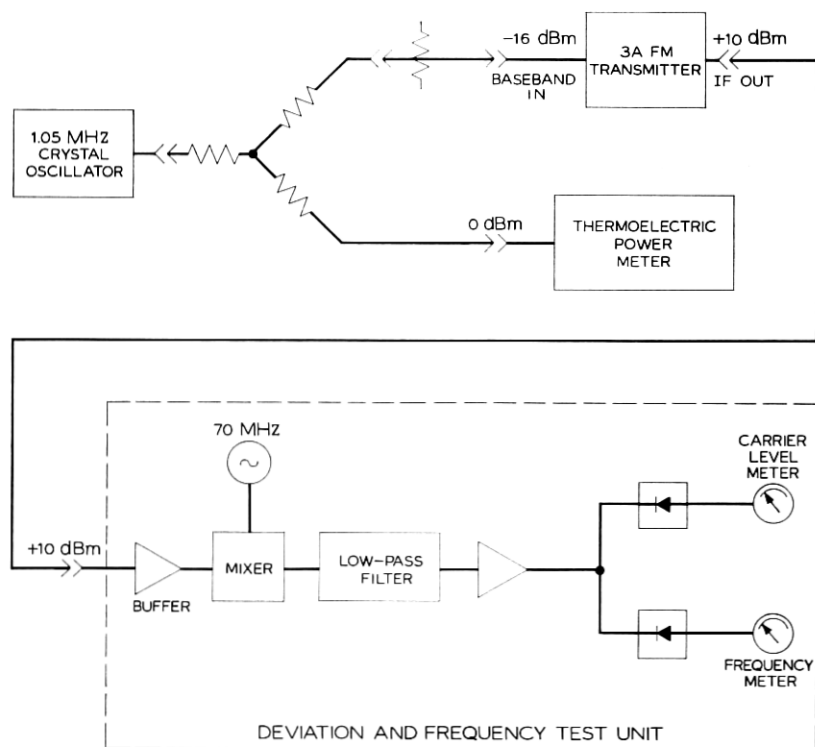 1.05 MHZ
CRYSTAL
OSCILLATOR
-16 dBm
BASEBAND
IN
3A FM
TRANSMITTER
+10 dBm
IF OUT
0 dBm
THERMOELECTRIC
POWER
METER
70 MHZ
+10 dBm
BUFFER
MIXER
LOW-PASS
FILTER
CARRIER
LEVEL
METER
FREQUENCY
METER
DEVIATION AND FREQUENCY TEST UNIT